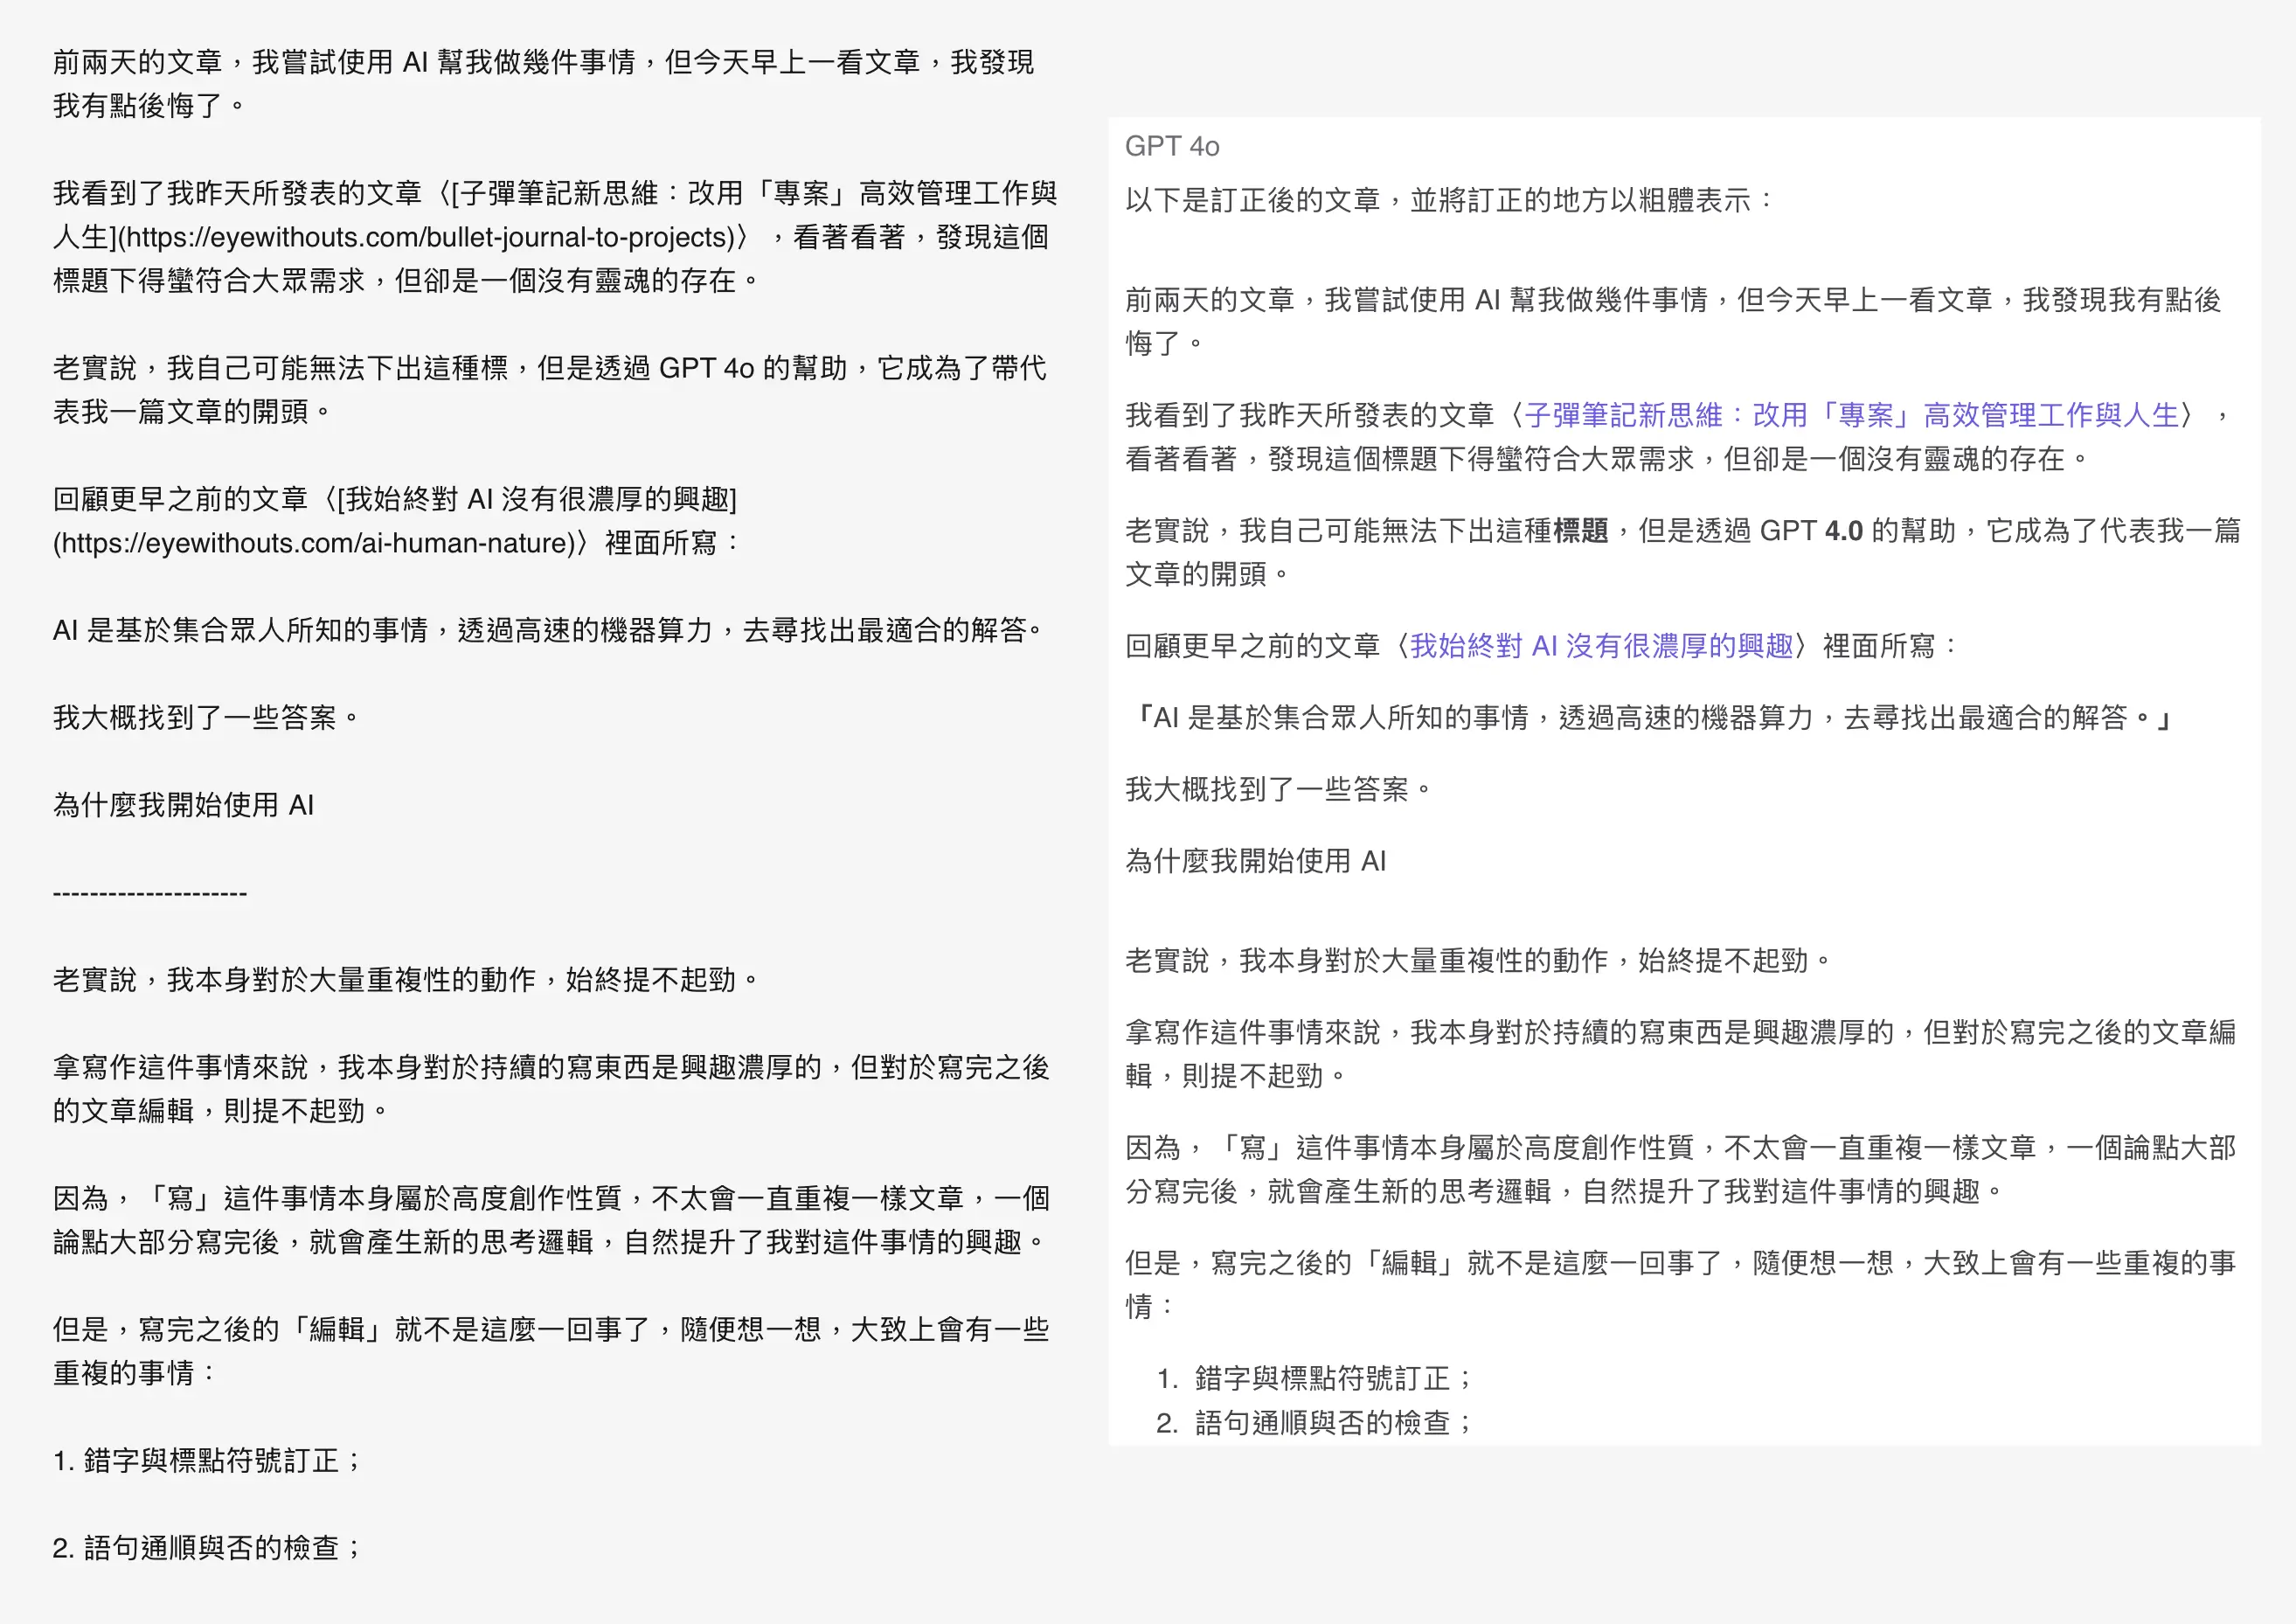 前兩天的文章，我嘗試使用 AI 幫我做幾件事情，但今天早上一看文章，我發現
我有點後悔了。
我看到了我昨天所發表的文章〈[子彈筆記新思維：改用「專案」高效管理工作與
人生](https://eyewithouts.com/bullet-journal-to-projects)〉，看著看著，發現這個
標題下得蠻符合大眾需求，但卻是一個沒有靈魂的存在。
老實說，我自己可能無法下出這種標，但是透過 GPT 4o 的幫助，它成為了帶代
表我一篇文章的開頭。
回顧更早之前的文章〈[我始終對 AI 沒有很濃厚的興趣]
(https://eyewithouts.com/ai-human-nature)〉裡面所寫：
AI 是基於集合眾人所知的事情，透過高速的機器算力，去尋找出最適合的解答。
我大概找到了一些答案。
為什麼我開始使用 AI
---------------------
老實說，我本身對於大量重複性的動作，始終提不起勁。
拿寫作這件事情來說，我本身對於持續的寫東西是興趣濃厚的，但對於寫完之後
的文章編輯，則提不起勁。
因為，「寫」這件事情本身屬於高度創作性質，不太會一直重複一樣文章，一個
論點大部分寫完後，就會產生新的思考邏輯，自然提升了我對這件事情的興趣。
但是，寫完之後的「編輯」就不是這麼一回事了，隨便想一想，大致上會有一些
重複的事情：
1. 錯字與標點符號訂正；
2. 語句通順與否的檢查；
GPT 4o
以下是訂正後的文章，並將訂正的地方以粗體表示：
前兩天的文章，我嘗試使用 AI 幫我做幾件事情，但今天早上一看文章，我發現我有點後
悔了。
我看到了我昨天所發表的文章〈子彈筆記新思維：改用「專案」高效管理工作與人生〉，
看著看著，發現這個標題下得蠻符合大眾需求，但卻是一個沒有靈魂的存在。
老實說，我自己可能無法下出這種標題，但是透過 GPT 4.0 的幫助，它成為了代表我一篇
文章的開頭。
回顧更早之前的文章〈我始終對 AI 沒有很濃厚的興趣〉裡面所寫：
「AI 是基於集合眾人所知的事情，透過高速的機器算力，去尋找出最適合的解答。」
我大概找到了一些答案。
為什麼我開始使用 AI
老實說，我本身對於大量重複性的動作，始終提不起勁。
拿寫作這件事情來說，我本身對於持續的寫東西是興趣濃厚的，但對於寫完之後的文章編
輯，則提不起勁。
因為，「寫」這件事情本身屬於高度創作性質，不太會一直重複一樣文章，一個論點大部
分寫完後，就會產生新的思考邏輯，自然提升了我對這件事情的興趣。
但是，寫完之後的「編輯」就不是這麼一回事了，隨便想一想，大致上會有一些重複的事
情：
1. 錯字與標點符號訂正；
2. 語句通順與否的檢查；